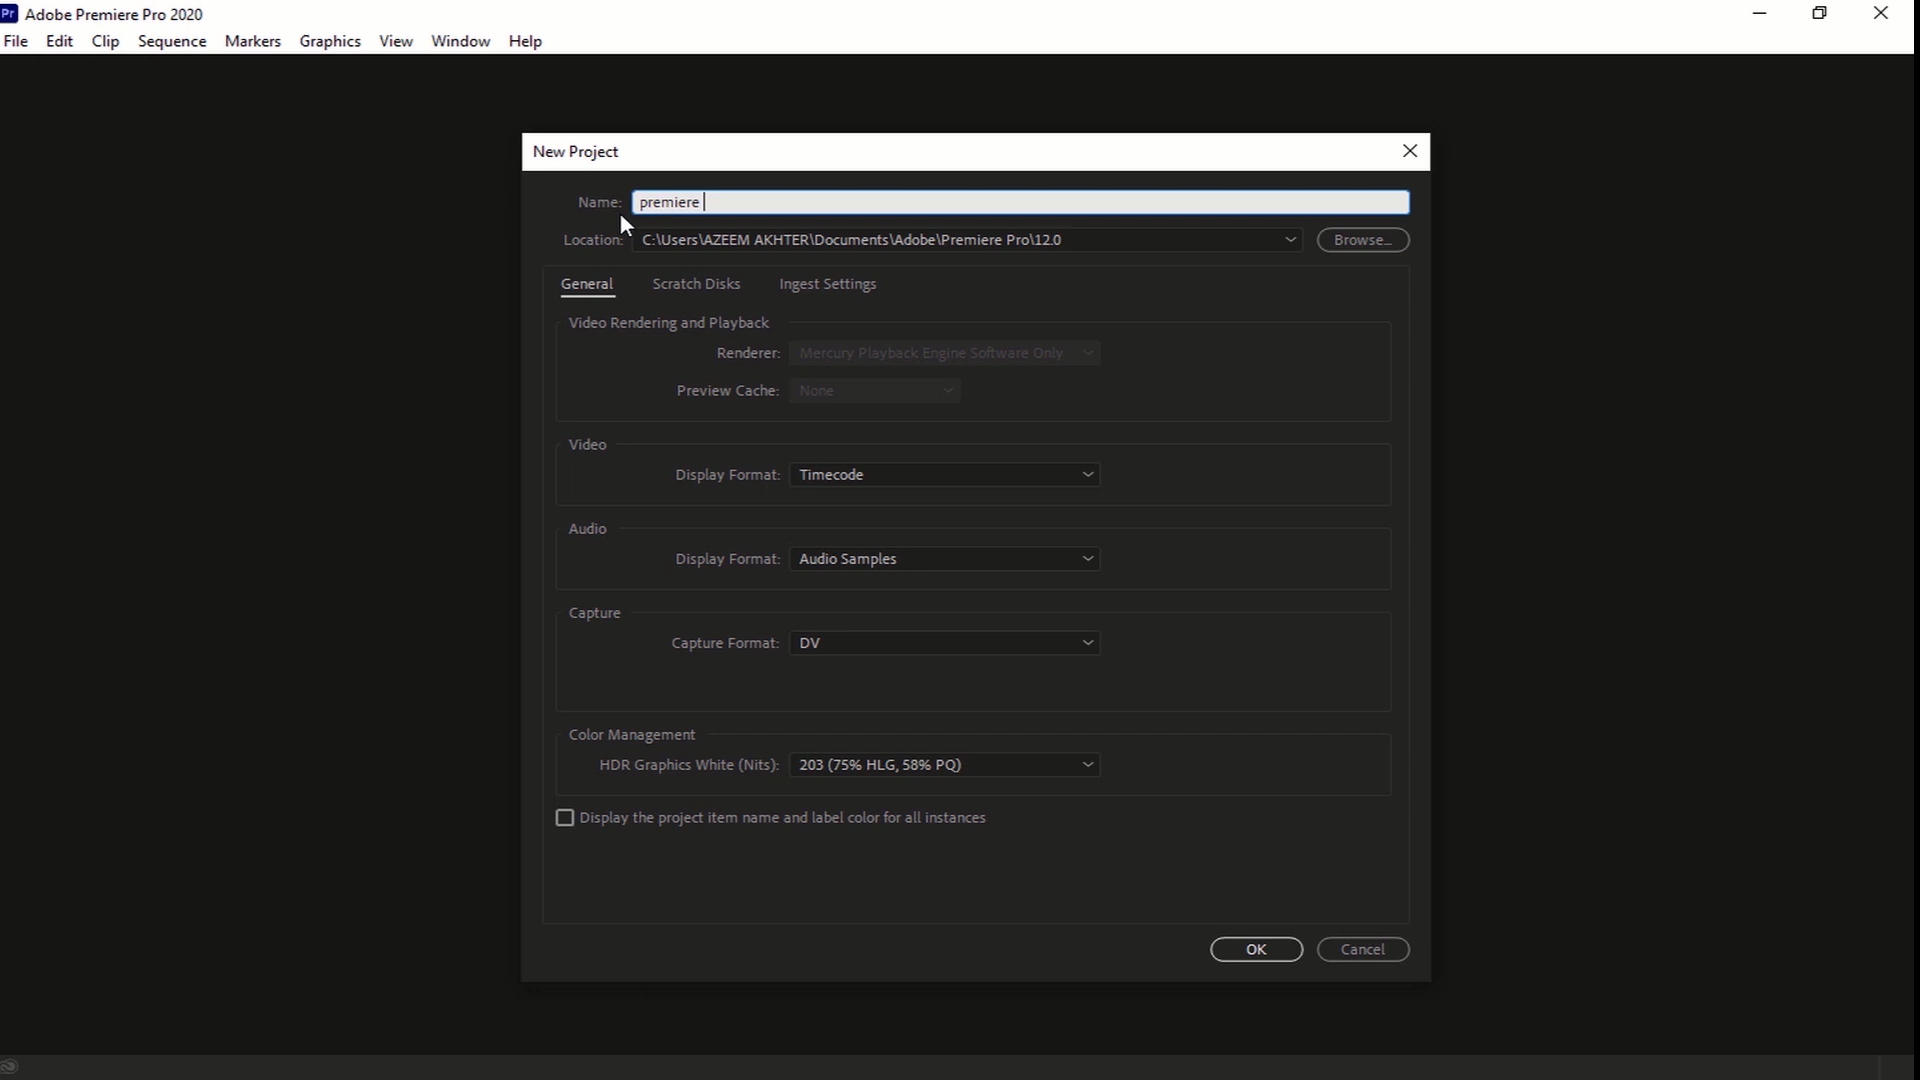 Pr Adobe Premiere Pro 2020
File Edit Clip Sequence Markers Graphics View Window Help
New Project
Name: premiere
Location: C:\Users\AZEEM AKHTER\Documents\Adobe\Premiere Pro\12.0 Browse...
General Scratch Disks Ingest Settings
Video Rendering and Playback
Renderer: Mercury Playback Engine Software Only
Preview Cache: None
Video
Display Format: Timecode
Audio
Display Format: Audio Samples
Capture
Capture Format: DV
Color Management
HDR Graphics White (Nits): 203 (75% HLG, 58% PQ)
Display the project item name and label color for all instances
OK Cancel